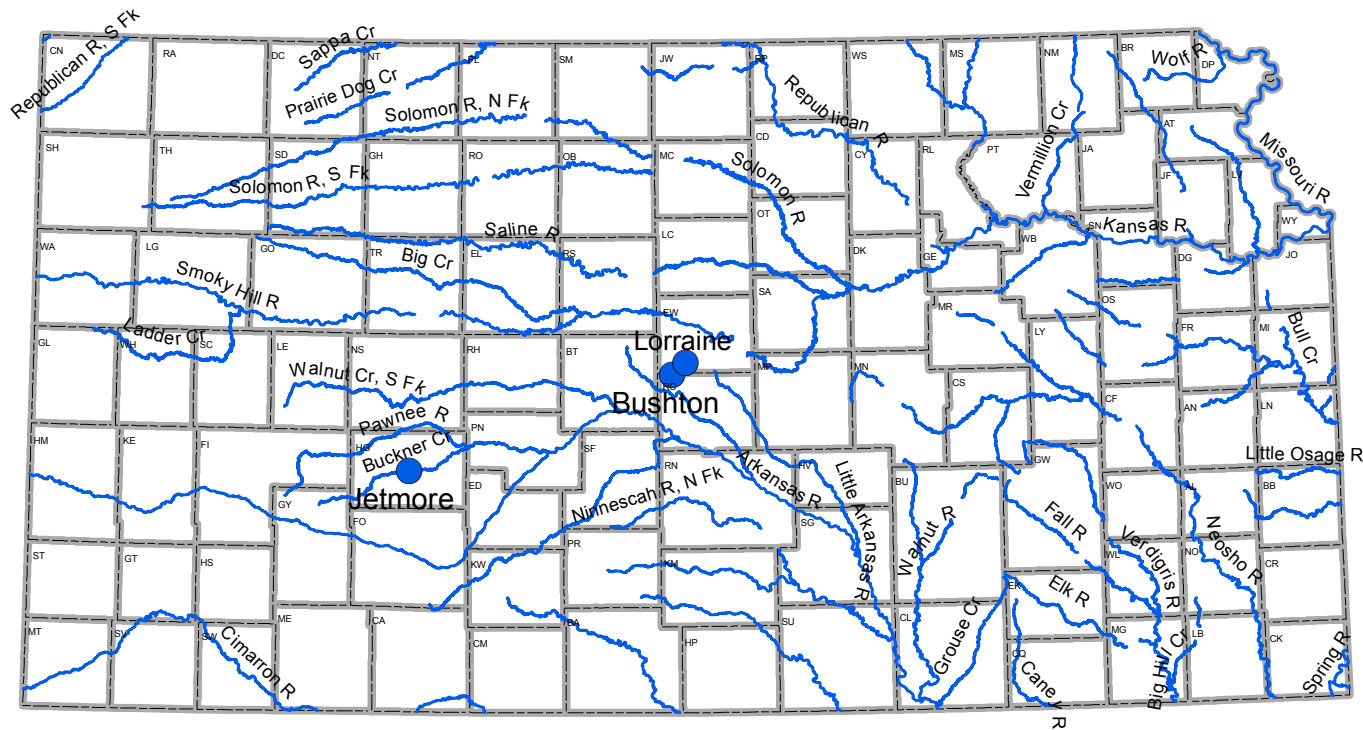 CN
RA
DC
Sappa Cr
NT
PL
SM
JW
RP
WS
MS
NM
BR
Wolf R
DP
Republican R, S Fk
Prairie Dog Cr
Solomon R, N Fk
Republican R
Vermillion Cr
AT
Missouri R
SH
TH
SD
GH
RO
OB
MC
CD
CY
RL
PT
JA
JF
LV
Solomon R, S Fk
Solomon R
OT
WY
WA
LG
GO
TR
Big Cr
EL
Saline R
RS
LC
DK
GE
WB
SN
Kansas R
DG
JO
Smoky Hill R
SA
MR
OS
EW
GL
WH
Ladder Cr
SC
LE
NS
RH
BT
Lorraine
LY
FR
MI
Bull Cr
Walnut Cr, S Fk
RC
Bushton
MP
MN
CS
CF
AN
LN
HM
KE
FI
Pawnee R
HG
Buckner Cr
PN
SF
Jetmore
GY
FO
ED
RN
Arkansas R
HV
Little Arkansas R
BU
GW
WO
AL
Little Osage R
BB
Ninnescah R, N Fk
SG
Walnut R
Fall R
Verdigris R
Neosho R
ST
GT
HS
PR
KW
KM
WL
NO
CR
EK
Elk R
MT
SV
SW
Cimarron R
ME
CA
CM
BA
HP
SU
CL
Grouse Cr
CQ
Caney R
MG
Big Hill Cr
LB
CK
Spring R